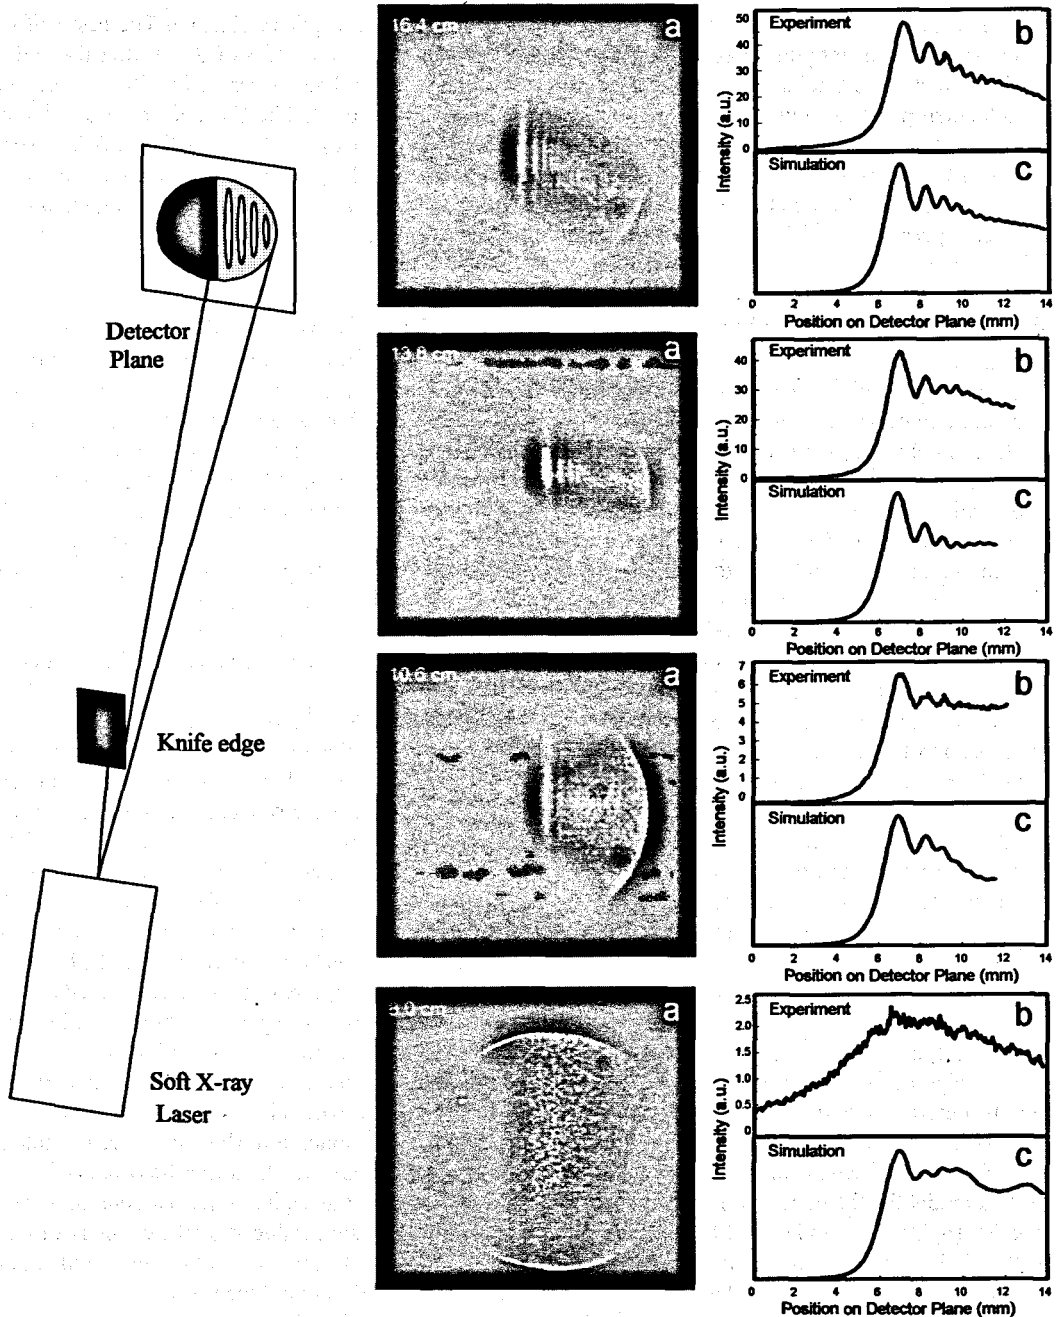 Detector
Plane
Knife edge
Soft X-ray
Laser
16.4 cm
a
50
40
30
20
10
0
Intensity (a.u.)
Experiment
b
Simulation
c
0 2 4 6 8 10 12 14
Position on Detector Plane (mm)
13.8 cm
a
40
30
20
10
0
Intensity (a.u.)
Experiment
b
Simulation
c
0 2 4 6 8 10 12 14
Position on Detector Plane (mm)
10.6 cm
a
7
6
5
4
3
2
1
0
Intensity (a.u.)
Experiment
b
Simulation
c
0 2 4 6 8 10 12 14
Position on Detector Plane (mm)
cm
a
2.5
2.0
1.5
1.0
0.5
0
Intensity (a.u.)
Experiment
b
Simulation
c
0 2 4 6 8 10 12 14
Position on Detector Plane (mm)